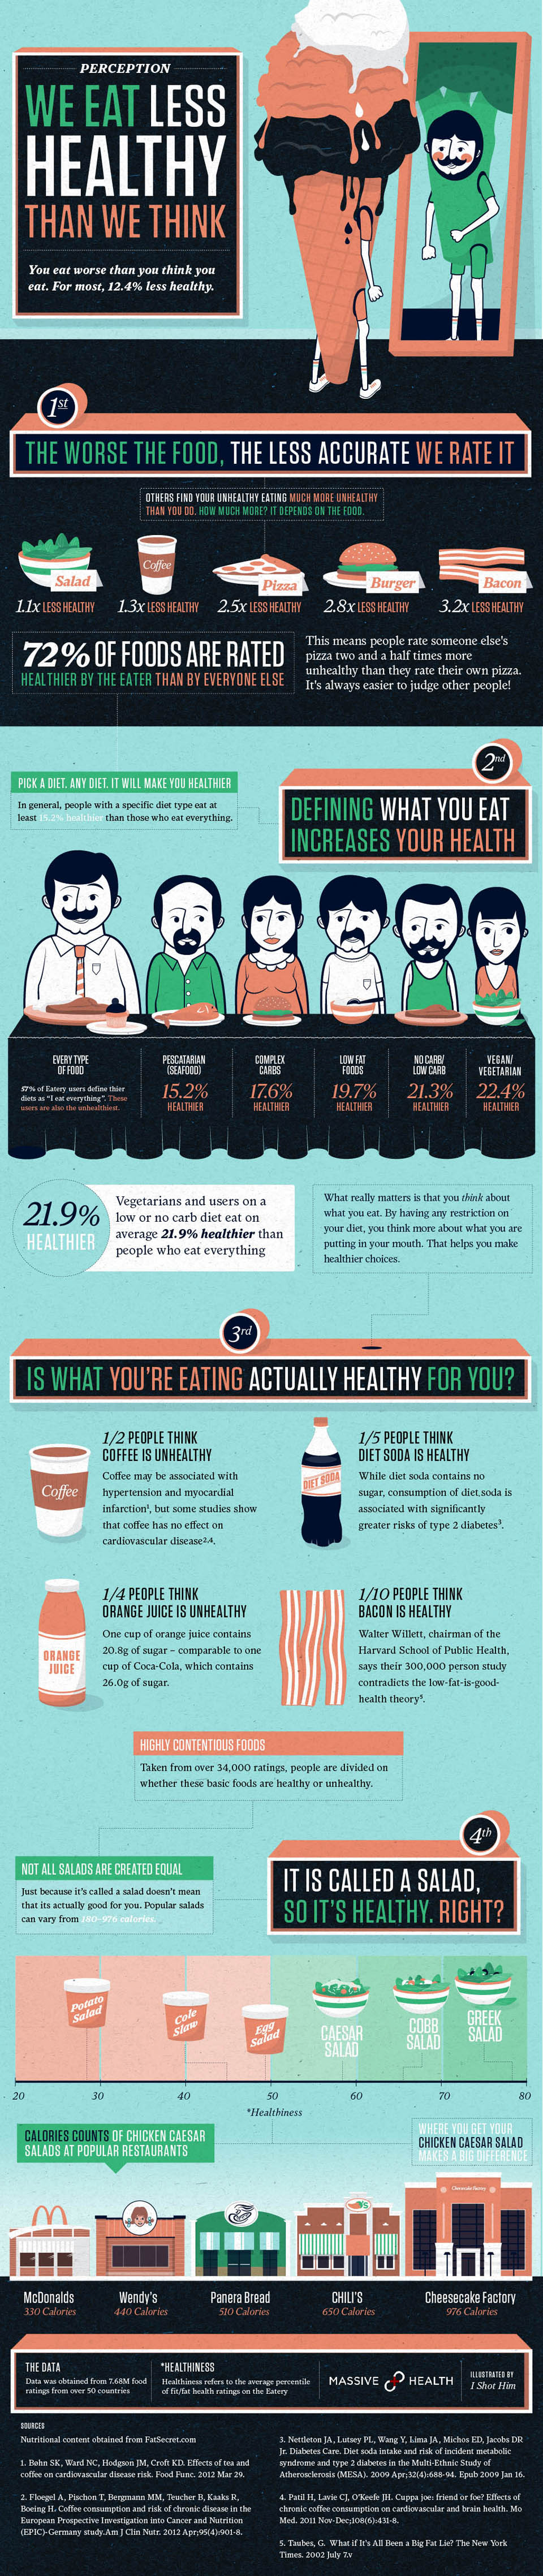 PERCEPTION
WE EAT LESS
HEALTHY
THAN WE THINK
You eat worse than you think you
eat. For most, 12.4% less healthy.
1st
THE WORSE THE FOOD, THE LESS ACCURATE WE RATE IT
OTHERS FIND YOUR UNHEALTHY EATING MUCH MORE UNHEALTHY
THAN YOU DO. HOW MUCH MORE? IT DEPENDS ON THE FOOD.
Salad
Coffee
Pizza
Burger
Bacon
1.1x LESS HEALTHY
1.3x LESS HEALTHY
2.5x LESS HEALTHY
2.8x LESS HEALTHY
3.2x LESS HEALTHY
72% OF FOODS ARE RATED
HEALTHIER BY THE EATER THAN BY EVERYONE ELSE
This means people rate someone else's
pizza two and a half times more
unhealthy than they rate their own pizza.
It's always easier to judge other people!
2nd
DEFINING WHAT YOU EAT
INCREASES YOUR HEALTH
PICK A DIET. ANY DIET. IT WILL MAKE YOU HEALTHIER
In general, people with a specific diet type eat at
least 15.2% healthier than those who eat everything.
EVERY TYPE
OF FOOD
57% of Eatery users define thier
diets as “I eat everything”. These
users are also the unhealthiest.
PESCATARIAN
(SEAFOOD)
15.2%
HEALTHIER
COMPLEX
CARBS
17.6%
HEALTHIER
LOW FAT
FOODS
19.7%
HEALTHIER
NO CARB/
LOW CARB
21.3%
HEALTHIER
VEGAN/
VEGETARIAN
22.4%
HEALTHIER
21.9%
HEALTHIER
Vegetarians and users on a
low or no carb diet eat on
average 21.9% healthier than
people who eat everything
What really matters is that you think about
what you eat. By having any restriction on
your diet, you think more about what you are
putting in your mouth. That helps you make
healthier choices.
3rd
IS WHAT YOU'RE EATING ACTUALLY HEALTHY FOR YOU?
Coffee
1/2 PEOPLE THINK
COFFEE IS UNHEALTHY
Coffee may be associated with
hypertension and myocardial
infarction¹, but some studies show
that coffee has no effect on
cardiovascular disease²,⁴.
DIET SODA
1/5 PEOPLE THINK
DIET SODA IS HEALTHY
While diet soda contains no
sugar, consumption of diet soda is
associated with significantly
greater risks of type 2 diabetes³.
ORANGE
JUICE
1/4 PEOPLE THINK
ORANGE JUICE IS UNHEALTHY
One cup of orange juice contains
20.8g of sugar – comparable to one
cup of Coca-Cola, which contains
26.0g of sugar.
1/10 PEOPLE THINK
BACON IS HEALTHY
Walter Willett, chairman of the
Harvard School of Public Health,
says their 300,000 person study
contradicts the low-fat-is-good-
health theory⁵.
HIGHLY CONTENTIOUS FOODS
Taken from over 34,000 ratings, people are divided on
whether these basic foods are healthy or unhealthy.
4th
IT IS CALLED A SALAD,
SO IT'S HEALTHY. RIGHT?
NOT ALL SALADS ARE CREATED EQUAL
Just because it's called a salad doesn't mean
that its actually good for you. Popular salads
can vary from 180-976 calories.
Potato
Salad
Cole
Slaw
Egg
Salad
CAESAR
SALAD
COBB
SALAD
GREEK
SALAD
20 30 40 50 60 70 80
*Healthiness
CALORIES COUNTS OF CHICKEN CAESAR
SALADS AT POPULAR RESTAURANTS
WHERE YOU GET YOUR
CHICKEN CAESAR SALAD
MAKES A BIG DIFFERENCE
McDonalds
330 Calories
Wendy's
440 Calories
Panera Bread
510 Calories
CHILI'S
650 Calories
Cheesecake Factory
976 Calories
THE DATA
Data was obtained from 7.68M food
ratings from over 50 countries
*HEALTHINESS
Healthiness refers to the average percentile
of fit/fat health ratings on the Eatery
MASSIVE HEALTH
ILLUSTRATED BY
I Shot Him
SOURCES
Nutritional content obtained from FatSecret.com
1. Bøhn SK, Ward NC, Hodgson JM, Croft KD. Effects of tea and
coffee on cardiovascular disease risk. Food Func. 2012 Mar 29.
2. Floegel A, Pischon T, Bergmann MM, Teucher B, Kaaks R,
Boeing H. Coffee consumption and risk of chronic disease in the
European Prospective Investigation into Cancer and Nutrition
(EPIC)-Germany study.Am J Clin Nutr. 2012 Apr;95(4):901-8.
3. Nettleton JA, Lutsey PL, Wang Y, Lima JA, Michos ED, Jacobs DR
Jr. Diabetes Care. Diet soda intake and risk of incident metabolic
syndrome and type 2 diabetes in the Multi-Ethnic Study of
Atherosclerosis (MESA). 2009 Apr;32(4):688-94. Epub 2009 Jan 16.
4. Patil H, Lavie CJ, O'Keefe JH. Cuppa joe: friend or foe? Effects of
chronic coffee consumption on cardiovascular and brain health. Mo
Med. 2011 Nov-Dec;108(6):431-8.
5. Taubes, G. What if It's All Been a Big Fat Lie? The New York
Times. 2002 July 7.v